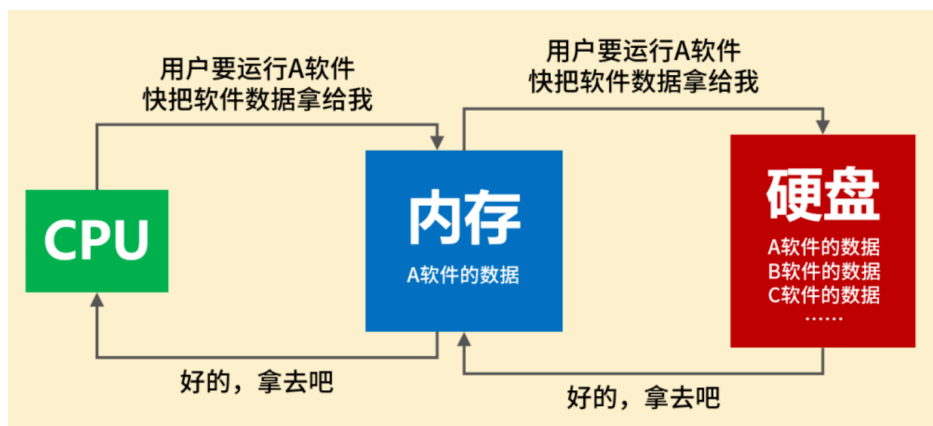 用户要运行A软件
快把软件数据拿给我
用户要运行A软件
快把软件数据拿给我
CPU
内存
A软件的数据
硬盘
A软件的数据
B软件的数据
C软件的数据
……
好的，拿去吧
好的，拿去吧